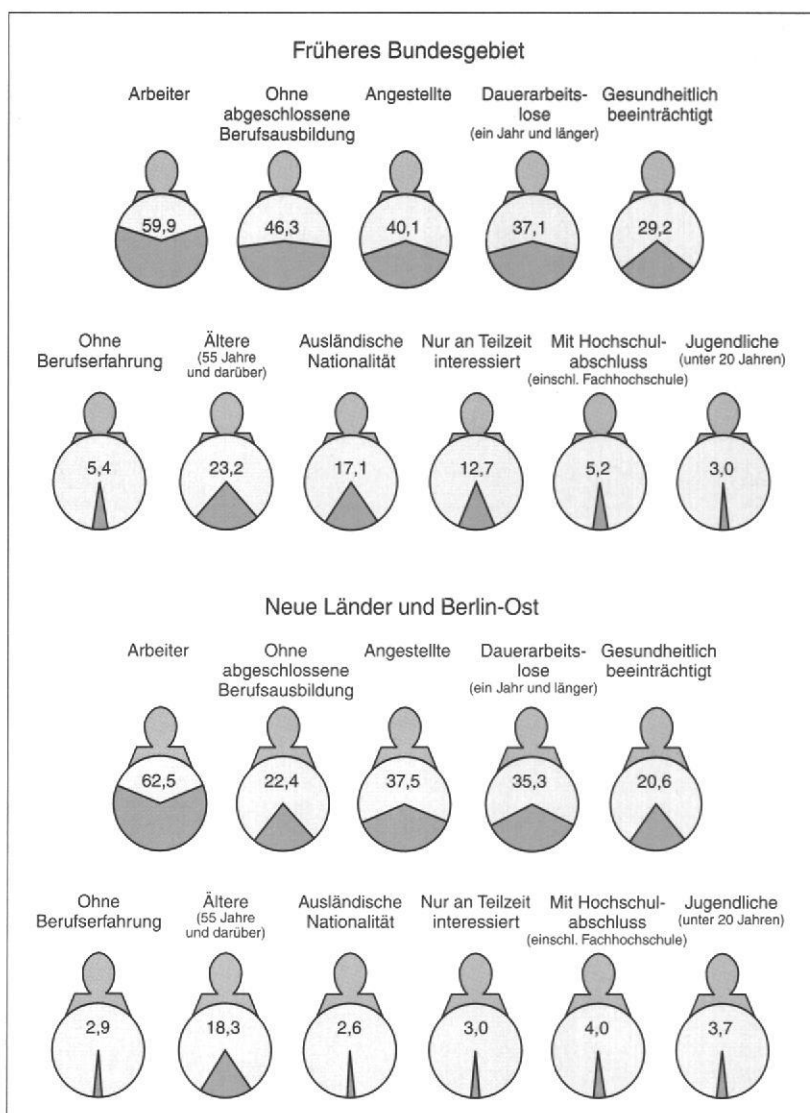 Früheres Bundesgebiet
Arbeiter
Ohne
abgeschlossene
Berufsausbildung
Angestellte
Dauerarbeits-
lose
(ein Jahr und länger)
Gesundheitlich
beeinträchtigt
59,9
46,3
40,1
37,1
29,2
Ohne
Berufserfahrung
Ältere
(55 Jahre
und darüber)
Ausländische
Nationalität
Nur an Teilzeit
interessiert
Mit Hochschul-
abschluss
(einschl. Fachhochschule)
Jugendliche
(unter 20 Jahren)
5,4
23,2
17,1
12,7
5,2
3,0
Neue Länder und Berlin-Ost
Arbeiter
Ohne
abgeschlossene
Berufsausbildung
Angestellte
Dauerarbeits-
lose
(ein Jahr und länger)
Gesundheitlich
beeinträchtigt
62,5
22,4
37,5
35,3
20,6
Ohne
Berufserfahrung
Ältere
(55 Jahre
und darüber)
Ausländische
Nationalität
Nur an Teilzeit
interessiert
Mit Hochschul-
abschluss
(einschl. Fachhochschule)
Jugendliche
(unter 20 Jahren)
2,9
18,3
2,6
3,0
4,0
3,7